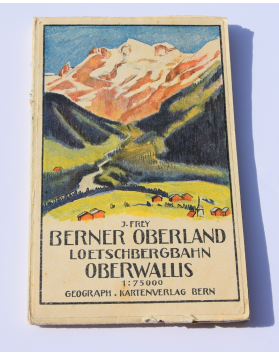 J. FREY
BERNER OBERLAND
LOETSCHBERGBAHN
OBERWALLIS
1:75000
GEOGRAPH. KARTENVERLAG BERN